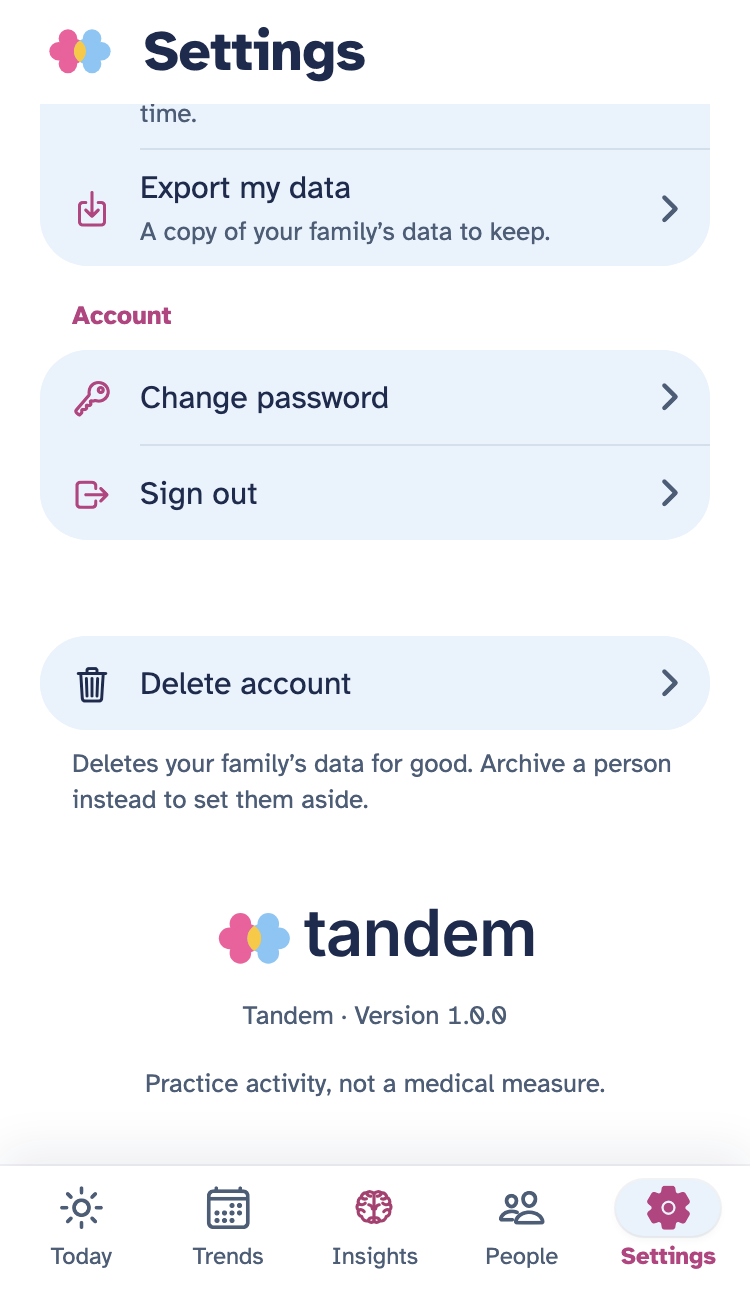 Settings
time.
Export my data
A copy of your family’s data to keep.
Account
Change password
Sign out
Delete account
Deletes your family’s data for good. Archive a person
instead to set them aside.
tandem
Tandem · Version 1.0.0
Practice activity, not a medical measure.
Today
Trends
Insights
People
Settings